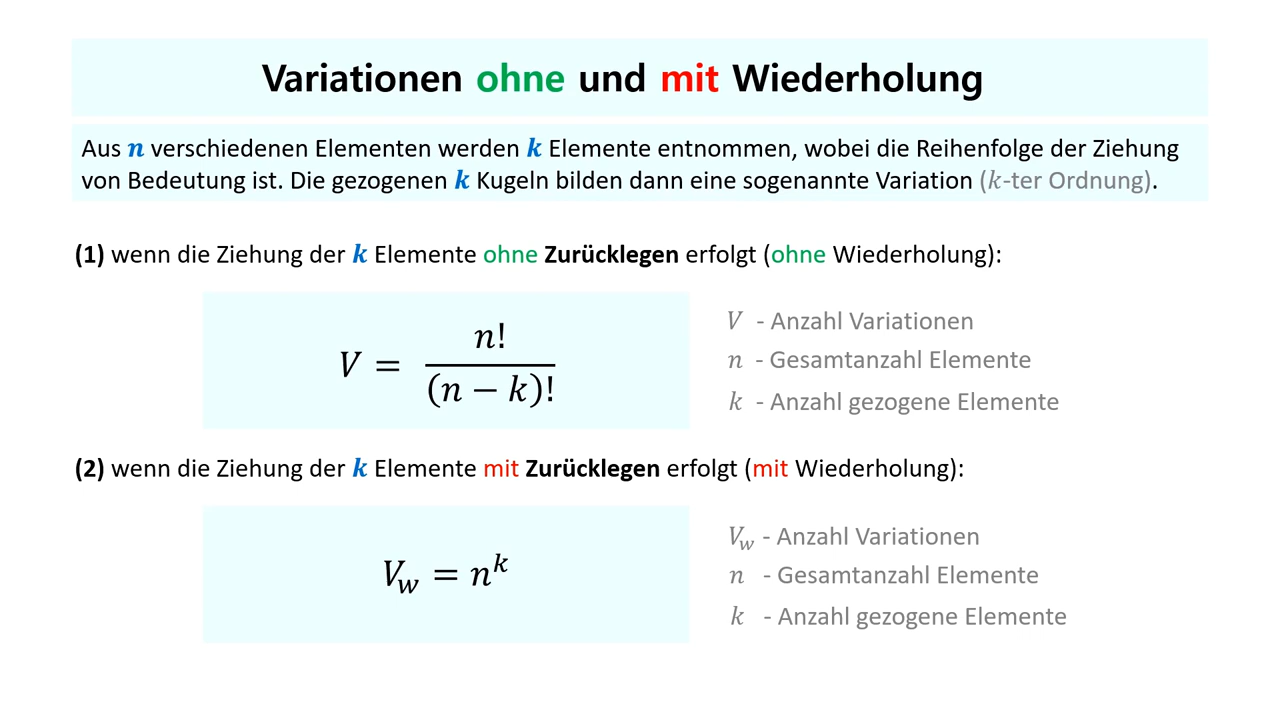 Variationen ohne und mit Wiederholung
Aus n verschiedenen Elementen werden k Elemente entnommen, wobei die Reihenfolge der Ziehung
von Bedeutung ist. Die gezogenen k Kugeln bilden dann eine sogenannte Variation (k-ter Ordnung).
(1) wenn die Ziehung der k Elemente ohne Zurücklegen erfolgt (ohne Wiederholung):
V = n! / (n − k)!
V - Anzahl Variationen
n - Gesamtanzahl Elemente
k - Anzahl gezogene Elemente
(2) wenn die Ziehung der k Elemente mit Zurücklegen erfolgt (mit Wiederholung):
V_w = n^k
V_w - Anzahl Variationen
n - Gesamtanzahl Elemente
k - Anzahl gezogene Elemente